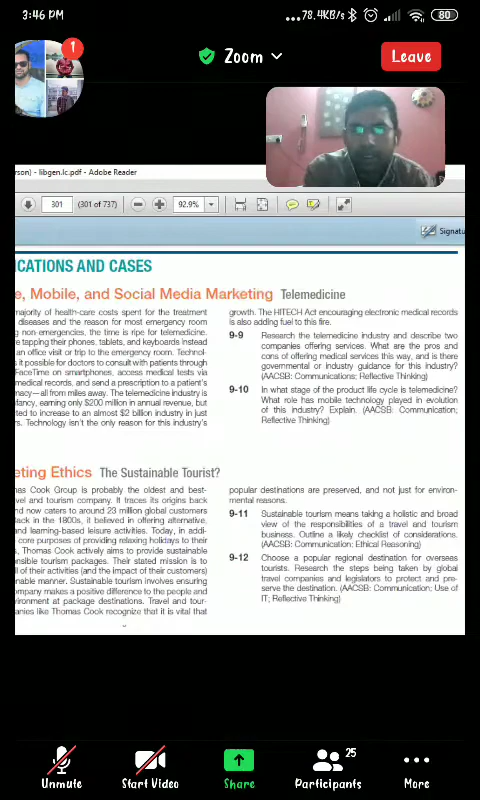 3:46 PM
...78.4KB/s
80
1
Zoom
Leave
rson) - libgen.lc.pdf - Adobe Reader
301
(301 of 737)
92.9%
Signatu
ICATIONS AND CASES
e, Mobile, and Social Media Marketing Telemedicine
majority of health-care costs spent for the treatment
diseases and the reason for most emergency room
g non-emergencies, the time is ripe for telemedicine.
e tapping their phones, tablets, and keyboards instead
an office visit or trip to the emergency room. Technol-
s it possible for doctors to consult with patients through
FaceTime on smartphones, access medical tests via
medical records, and send a prescription to a patient's
macy—all from miles away. The telemedicine industry is
fancy, earning only $200 million in annual revenue, but
ted to increase to an almost $2 billion industry in just
rs. Technology isn't the only reason for this industry's
growth. The HITECH Act encouraging electronic medical records
is also adding fuel to this fire.
9-9 Research the telemedicine industry and describe two
companies offering services. What are the pros and
cons of offering medical services this way, and is there
governmental or industry guidance for this industry?
(AACSB: Communications; Reflective Thinking)
9-10 In what stage of the product life cycle is telemedicine?
What role has mobile technology played in evolution
of this industry? Explain. (AACSB: Communication;
Reflective Thinking)
eting Ethics The Sustainable Tourist?
mas Cook Group is probably the oldest and best-
vel and tourism company. It traces its origins back
nd now caters to around 23 million global customers
Back in the 1800s, it believed in offering alternative,
and learning-based leisure activities. Today, in addi-
core purposes of providing relaxing holidays to their
s, Thomas Cook actively aims to provide sustainable
onsible tourism packages. Their stated mission is to
ll of their activities (and the impact of their customers)
nable manner. Sustainable tourism involves ensuring
ompany makes a positive difference to the people and
vironment at package destinations. Travel and tour-
anies like Thomas Cook recognize that it is vital that
popular destinations are preserved, and not just for environ-
mental reasons.
9-11 Sustainable tourism means taking a holistic and broad
view of the responsibilities of a travel and tourism
business. Outline a likely checklist of considerations.
(AACSB: Communication; Ethical Reasoning)
9-12 Choose a popular regional destination for overseas
tourists. Research the steps being taken by global
travel companies and legislators to protect and pre-
serve the destination. (AACSB: Communication; Use of
IT; Reflective Thinking)
25
Unmute
Start Video
Share
Participants
More